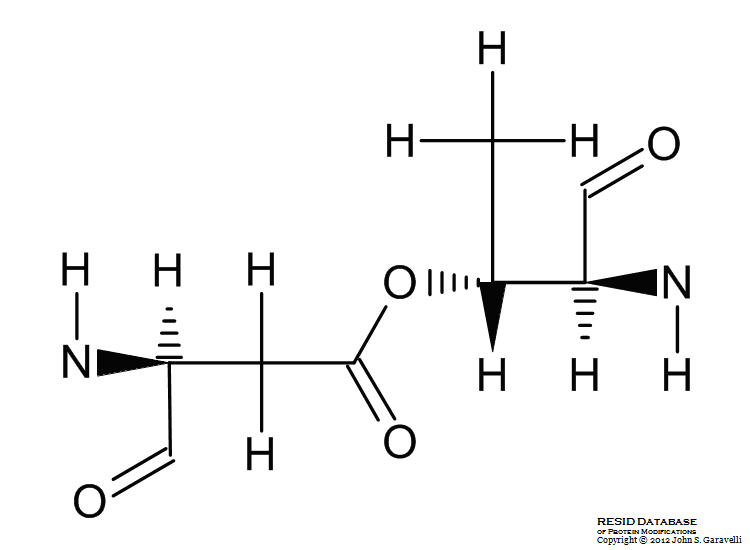 H
H H O
H H H O N
N O H H H
H O
O
RESID DATABASE
OF PROTEIN MODIFICATIONS
Copyright © 2012 John S. Garavelli